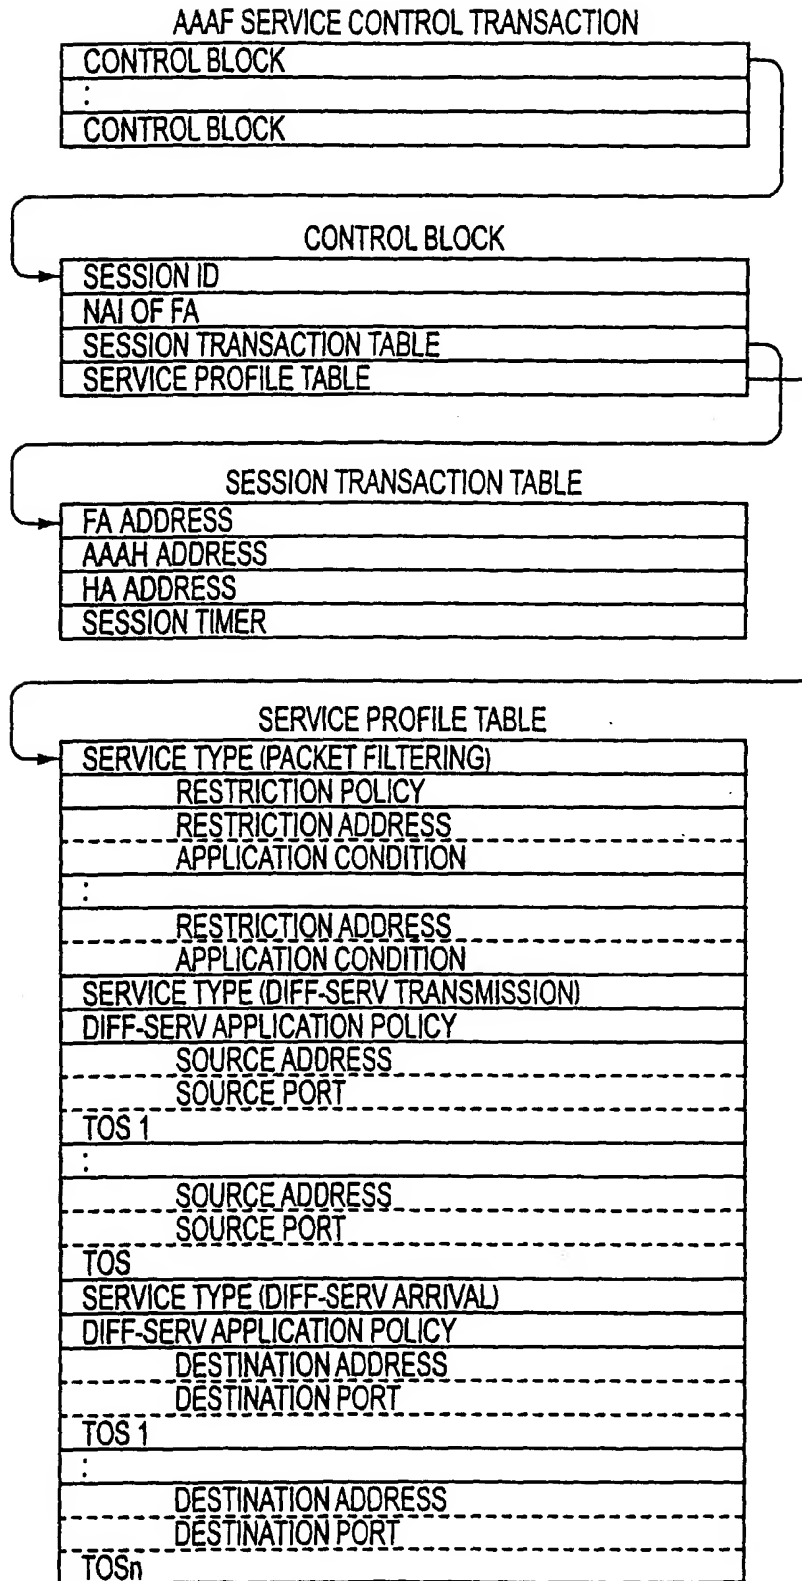 AAAF SERVICE CONTROL TRANSACTION
CONTROL BLOCK
:
CONTROL BLOCK
CONTROL BLOCK
SESSION ID
NAI OF FA
SESSION TRANSACTION TABLE
SERVICE PROFILE TABLE
SESSION TRANSACTION TABLE
FA ADDRESS
AAAH ADDRESS
HA ADDRESS
SESSION TIMER
SERVICE PROFILE TABLE
SERVICE TYPE (PACKET FILTERING)
RESTRICTION POLICY
RESTRICTION ADDRESS
APPLICATION CONDITION
:
RESTRICTION ADDRESS
APPLICATION CONDITION
SERVICE TYPE (DIFF-SERV TRANSMISSION)
DIFF-SERV APPLICATION POLICY
SOURCE ADDRESS
SOURCE PORT
TOS 1
:
SOURCE ADDRESS
SOURCE PORT
TOS
SERVICE TYPE (DIFF-SERV ARRIVAL)
DIFF-SERV APPLICATION POLICY
DESTINATION ADDRESS
DESTINATION PORT
TOS 1
:
DESTINATION ADDRESS
DESTINATION PORT
TOSn